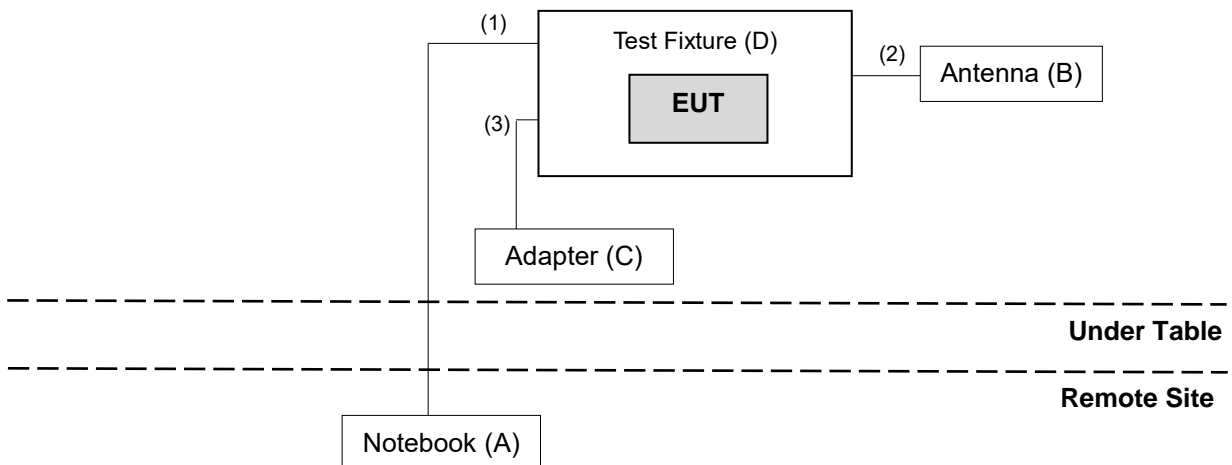 (1)
Test Fixture (D)
(2)
Antenna (B)
EUT
(3)
Adapter (C)
Under Table
Remote Site
Notebook (A)